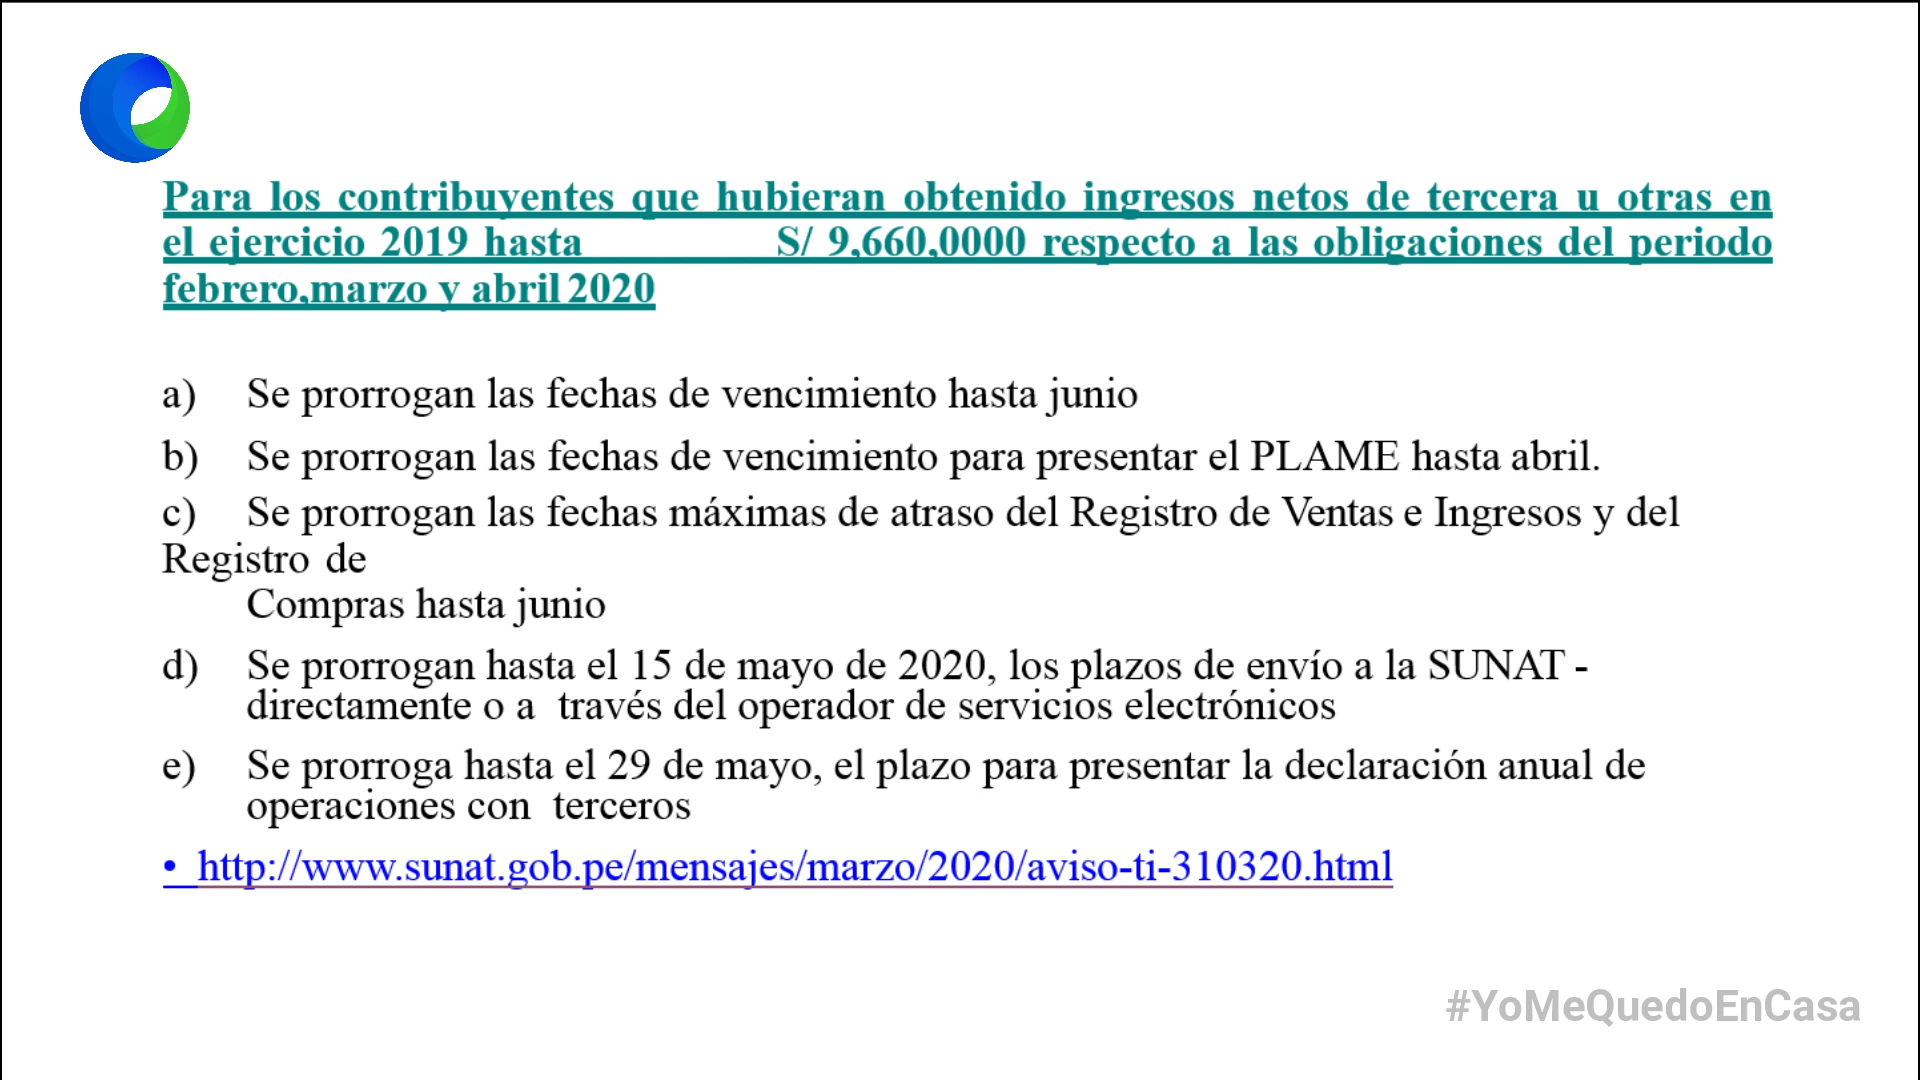 Para los contribuyentes que hubieran obtenido ingresos netos de tercera u otras en
el ejercicio 2019 hasta S/ 9,660,0000 respecto a las obligaciones del periodo
febrero,marzo y abril 2020
a) Se prorrogan las fechas de vencimiento hasta junio
b) Se prorrogan las fechas de vencimiento para presentar el PLAME hasta abril.
c) Se prorrogan las fechas máximas de atraso del Registro de Ventas e Ingresos y del
Registro de
Compras hasta junio
d) Se prorrogan hasta el 15 de mayo de 2020, los plazos de envío a la SUNAT -
directamente o a través del operador de servicios electrónicos
e) Se prorroga hasta el 29 de mayo, el plazo para presentar la declaración anual de
operaciones con terceros
• http://www.sunat.gob.pe/mensajes/marzo/2020/aviso-ti-310320.html
#YoMeQuedoEnCasa